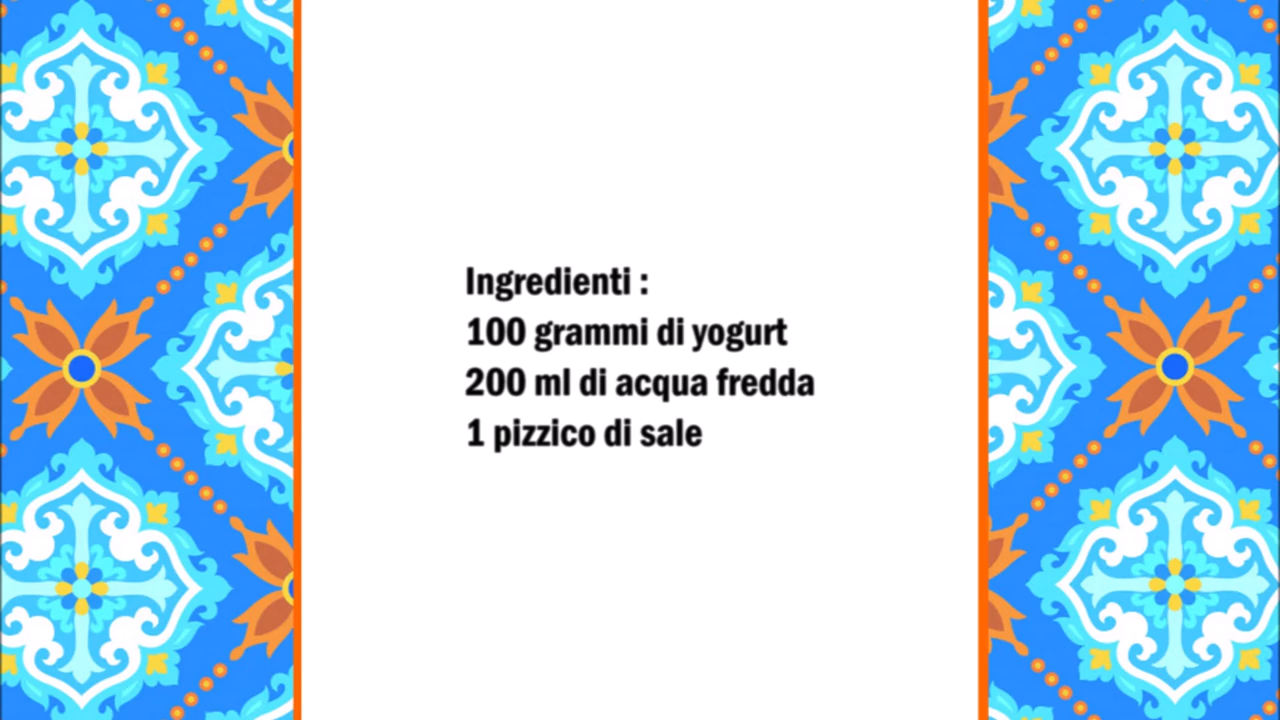 Ingredienti :
100 grammi di yogurt
200 ml di acqua fredda
1 pizzico di sale